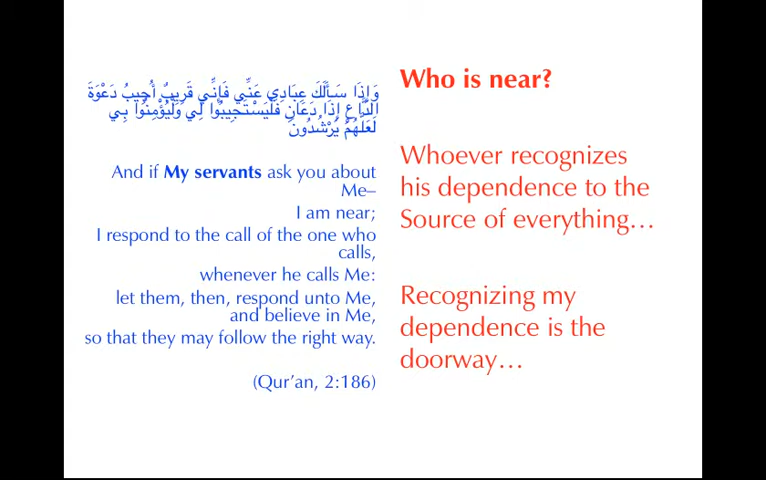 وَإِذَا سَأَلَكَ عِبَادِي عَنِّي فَإِنِّي قَرِيبٌ أُجِيبُ دَعْوَةَ
الدَّاعِ إِذَا دَعَانِ فَلْيَسْتَجِيبُوا لِي وَلْيُؤْمِنُوا بِي
لَعَلَّهُمْ يَرْشُدُونَ
And if My servants ask you about
Me–
I am near;
I respond to the call of the one who
calls,
whenever he calls Me:
let them, then, respond unto Me,
and believe in Me,
so that they may follow the right way.
(Qur’an, 2:186)
Who is near?
Whoever recognizes
his dependence to the
Source of everything…
Recognizing my
dependence is the
doorway…